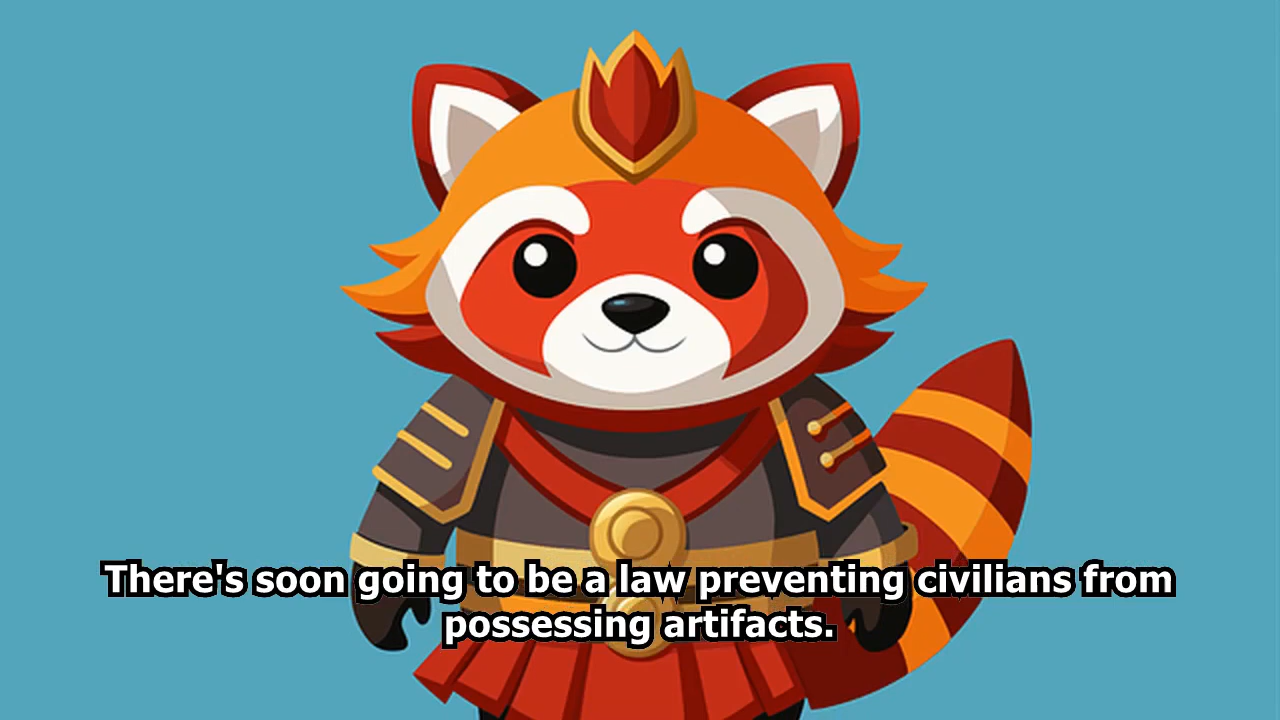 There's soon going to be a law preventing civilians from
possessing artifacts.